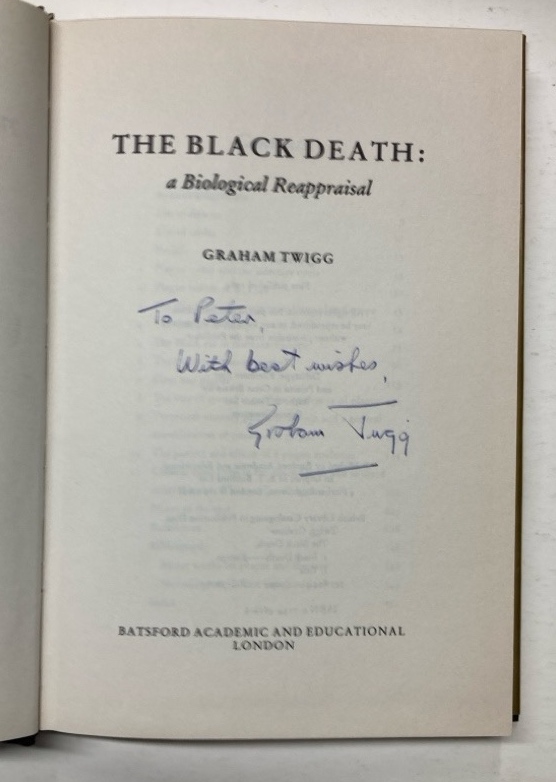 THE BLACK DEATH:
a Biological Reappraisal
GRAHAM TWIGG
To Peter,
With best wishes,
Graham Twigg
BATSFORD ACADEMIC AND EDUCATIONAL
LONDON